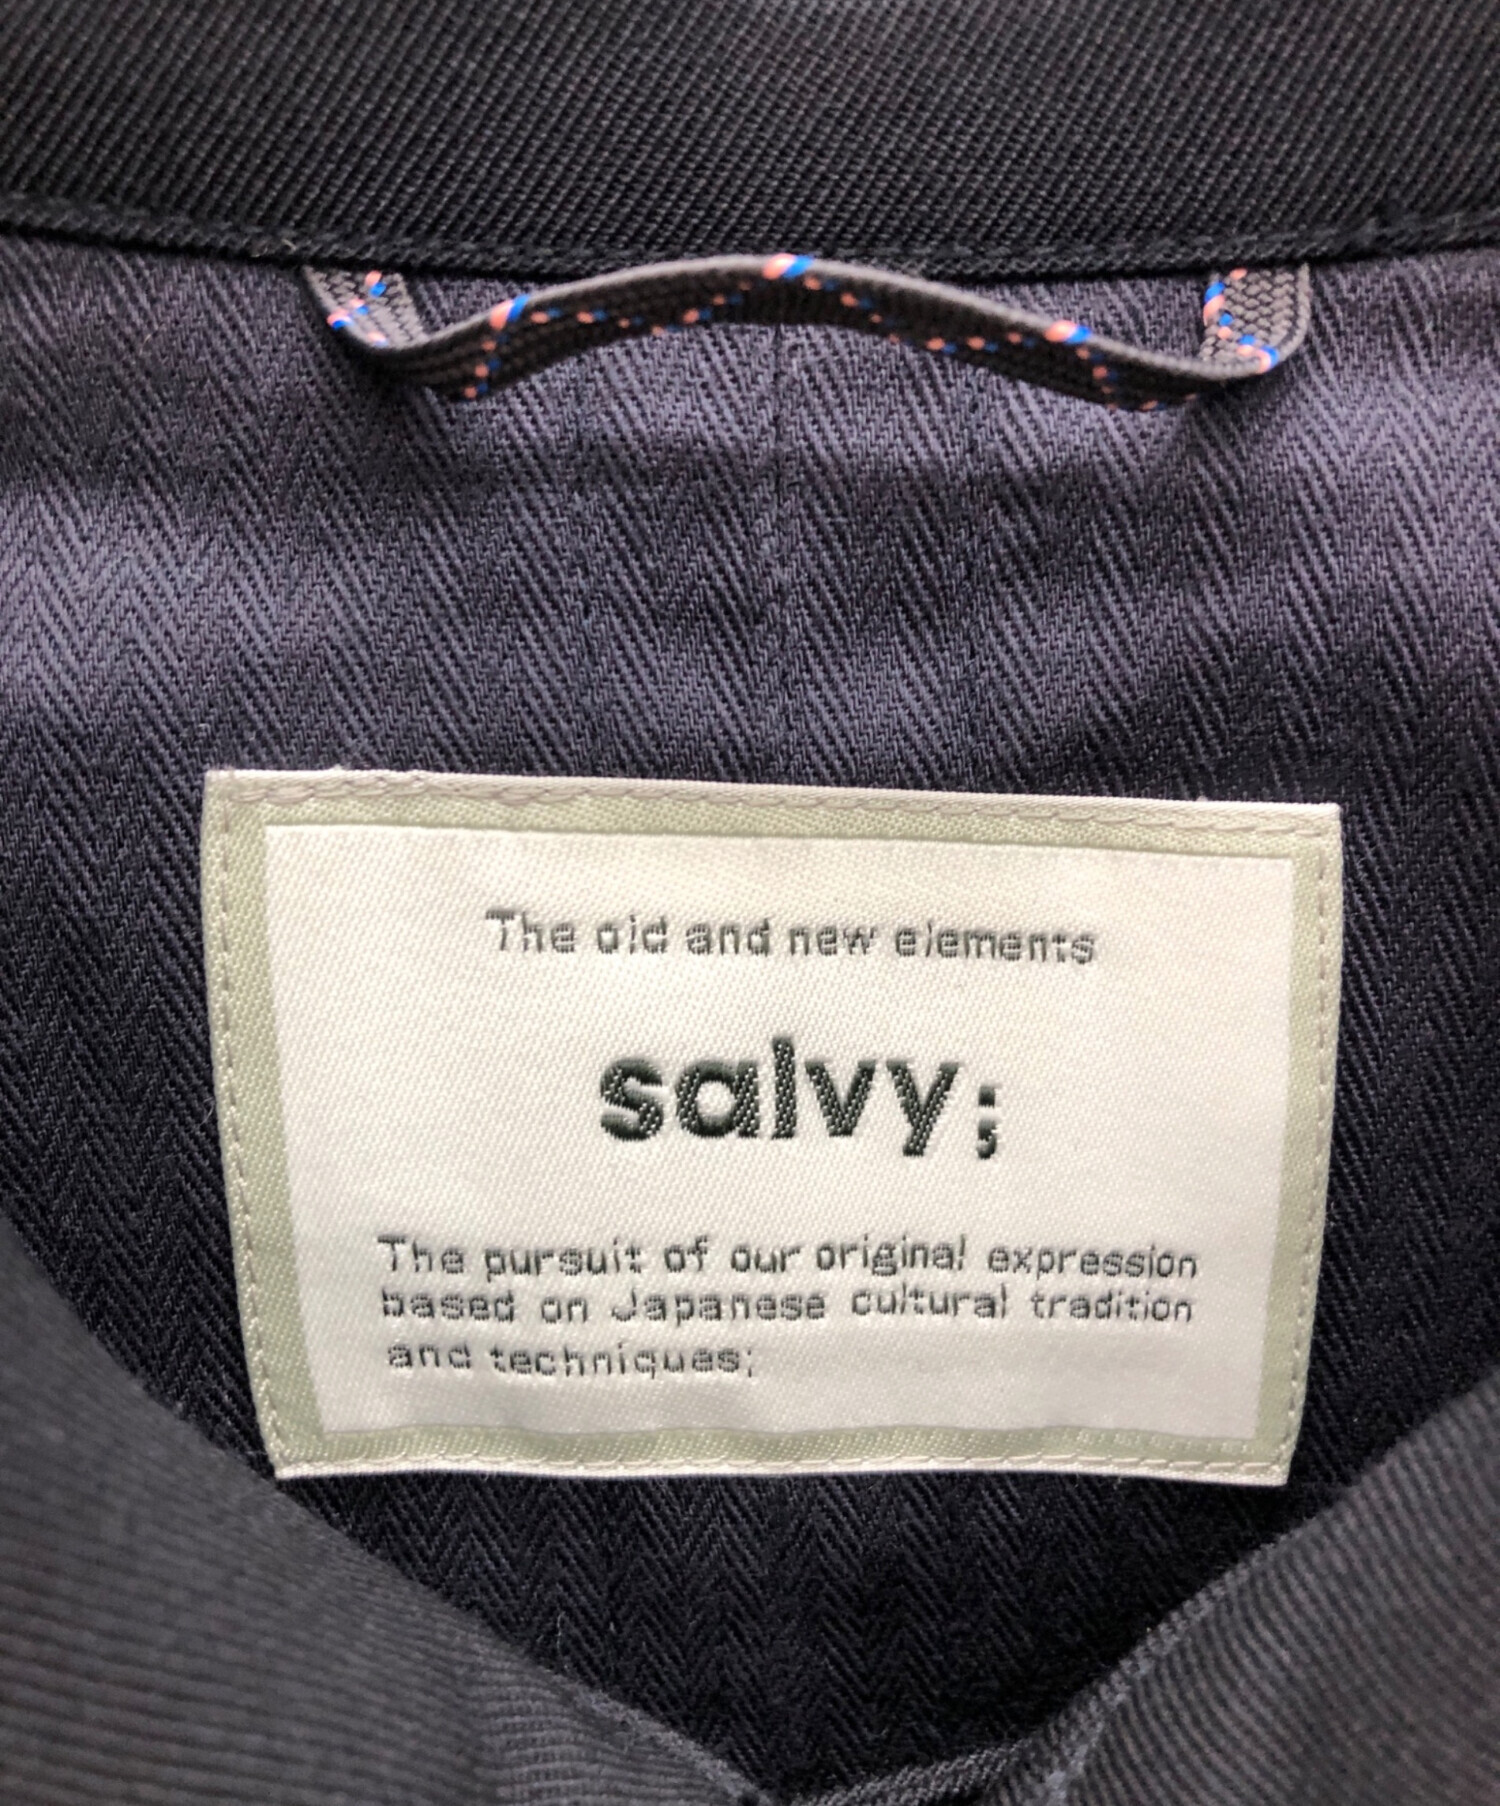 The old and new elements
salvy;
The pursuit of our original expression
based on Japanese cultural tradition
and techniques;